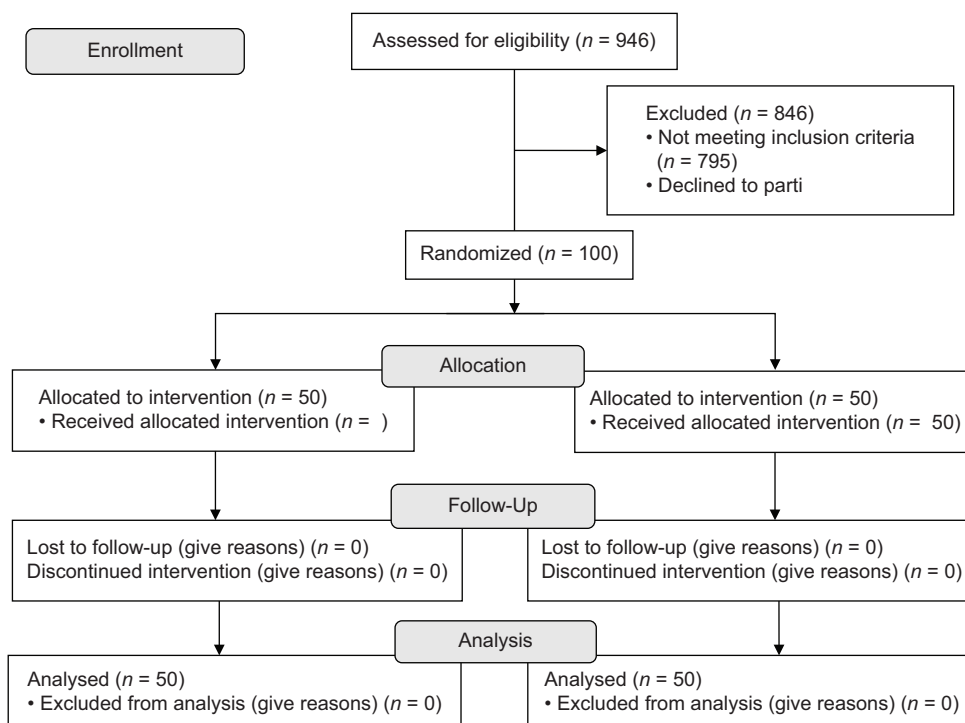 Enrollment
Assessed for eligibility (n = 946)
Excluded (n = 846)
• Not meeting inclusion criteria
(n = 795)
• Declined to parti
Randomized (n = 100)
Allocation
Allocated to intervention (n = 50)
• Received allocated intervention (n = )
Allocated to intervention (n = 50)
• Received allocated intervention (n = 50)
Follow-Up
Lost to follow-up (give reasons) (n = 0)
Discontinued intervention (give reasons) (n = 0)
Lost to follow-up (give reasons) (n = 0)
Discontinued intervention (give reasons) (n = 0)
Analysis
Analysed (n = 50)
• Excluded from analysis (give reasons) (n = 0)
Analysed (n = 50)
• Excluded from analysis (give reasons) (n = 0)